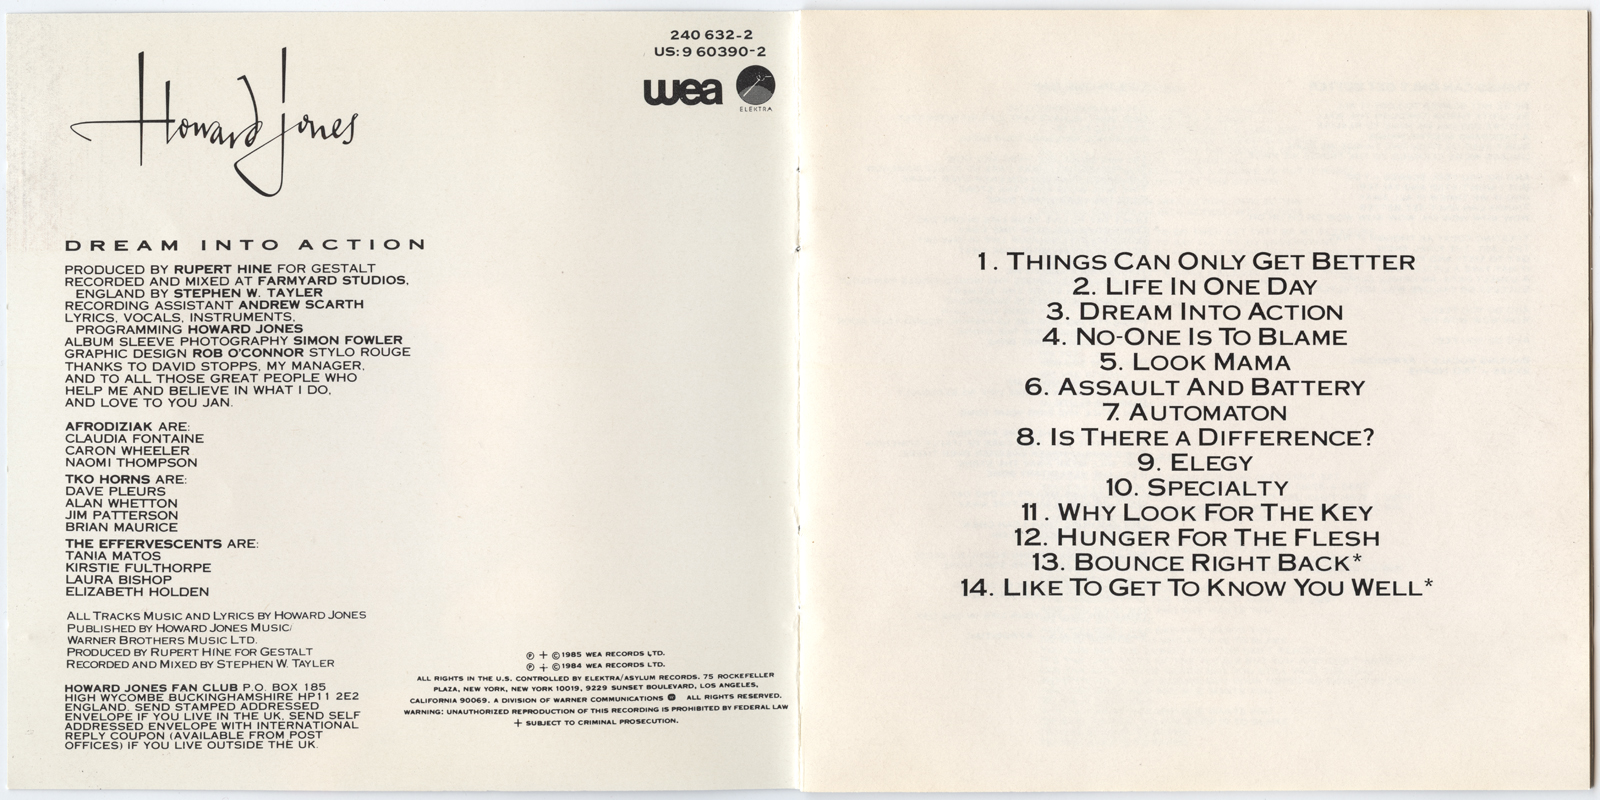 Howard Jones
240 632-2
US: 9 60390-2
wea
ELEKTRA
DREAM INTO ACTION
PRODUCED BY RUPERT HINE FOR GESTALT
RECORDED AND MIXED AT FARMYARD STUDIOS,
ENGLAND BY STEPHEN W. TAYLER
RECORDING ASSISTANT ANDREW SCARTH
LYRICS, VOCALS, INSTRUMENTS,
PROGRAMMING HOWARD JONES
ALBUM SLEEVE PHOTOGRAPHY SIMON FOWLER
GRAPHIC DESIGN ROB O'CONNOR STYLO ROUGE
THANKS TO DAVID STOPPS, MY MANAGER,
AND TO ALL THOSE GREAT PEOPLE WHO
HELP ME AND BELIEVE IN WHAT I DO,
AND LOVE TO YOU JAN.
AFRODIZIAK ARE:
CLAUDIA FONTAINE
CARON WHEELER
NAOMI THOMPSON
TKO HORNS ARE:
DAVE PLEURS
ALAN WHETTON
JIM PATTERSON
BRIAN MAURICE
THE EFFERVESCENTS ARE:
TANIA MATOS
KIRSTIE FULTHORPE
LAURA BISHOP
ELIZABETH HOLDEN
ALL TRACKS MUSIC AND LYRICS BY HOWARD JONES
PUBLISHED BY HOWARD JONES MUSIC/
WARNER BROTHERS MUSIC LTD.
PRODUCED BY RUPERT HINE FOR GESTALT
RECORDED AND MIXED BY STEPHEN W. TAYLER
HOWARD JONES FAN CLUB P.O. BOX 185
HIGH WYCOMBE BUCKINGHAMSHIRE HP11 2E2
ENGLAND. SEND STAMPED ADDRESSED
ENVELOPE IF YOU LIVE IN THE UK, SEND SELF
ADDRESSED ENVELOPE WITH INTERNATIONAL
REPLY COUPON (AVAILABLE FROM POST
OFFICES) IF YOU LIVE OUTSIDE THE UK.
℗ + © 1985 WEA RECORDS LTD.
℗ + © 1984 WEA RECORDS LTD.
ALL RIGHTS IN THE U.S. CONTROLLED BY ELEKTRA/ASYLUM RECORDS. 75 ROCKEFELLER
PLAZA, NEW YORK, NEW YORK 10019, 9229 SUNSET BOULEVARD, LOS ANGELES,
CALIFORNIA 90069. A DIVISION OF WARNER COMMUNICATIONS ALL RIGHTS RESERVED.
WARNING: UNAUTHORIZED REPRODUCTION OF THIS RECORDING IS PROHIBITED BY FEDERAL LAW
+ SUBJECT TO CRIMINAL PROSECUTION.
1. THINGS CAN ONLY GET BETTER
2. LIFE IN ONE DAY
3. DREAM INTO ACTION
4. NO-ONE IS TO BLAME
5. LOOK MAMA
6. ASSAULT AND BATTERY
7. AUTOMATON
8. IS THERE A DIFFERENCE?
9. ELEGY
10. SPECIALTY
11. WHY LOOK FOR THE KEY
12. HUNGER FOR THE FLESH
13. BOUNCE RIGHT BACK*
14. LIKE TO GET TO KNOW YOU WELL*